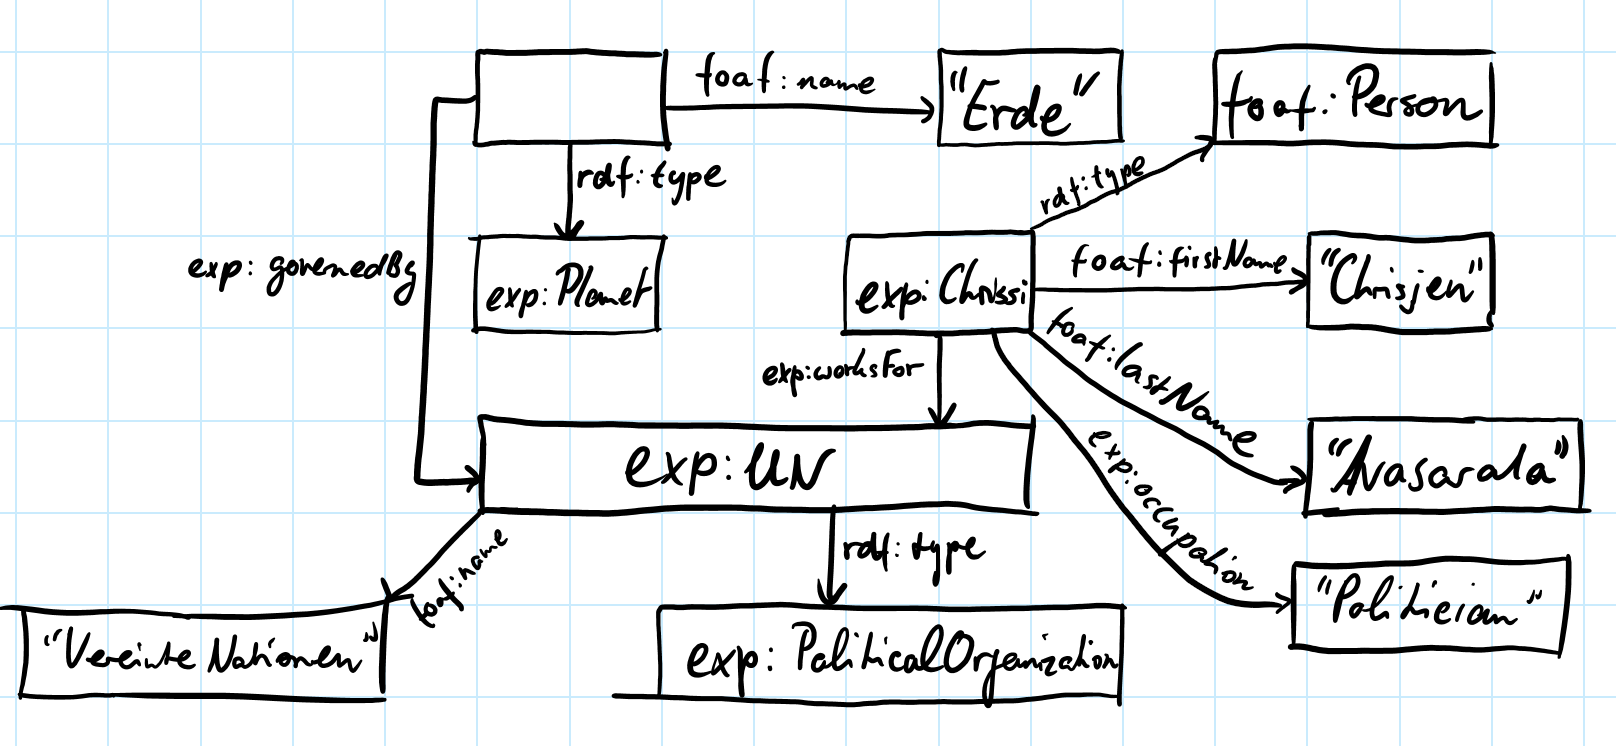 foaf:name
"Erde"
foaf:Person
rdf:type
rdf:type
exp:governedBy
exp:Planet
exp:Chrissi
foaf:firstName
"Chrisjen"
exp:worksFor
foaf:lastName
exp:UN
exp:occupation
"Avasarala"
foaf:name
rdf:type
"Politician"
"Vereinte Nationen"
exp:PoliticalOrganization